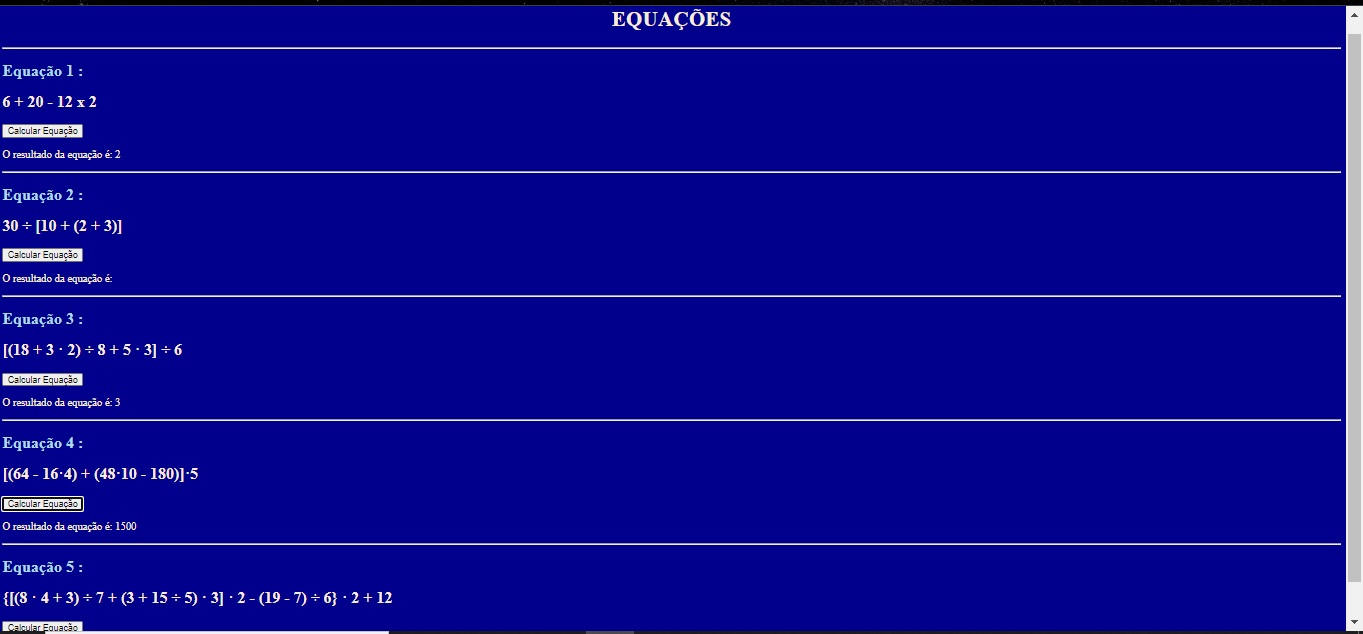 EQUAÇÕES
Equação 1 :
6 + 20 - 12 x 2
Calcular Equação
O resultado da equação é: 2
Equação 2 :
30 ÷ [10 + (2 + 3)]
Calcular Equação
O resultado da equação é:
Equação 3 :
[(18 + 3 · 2) ÷ 8 + 5 · 3] ÷ 6
Calcular Equação
O resultado da equação é: 3
Equação 4 :
[(64 - 16·4) + (48·10 - 180)]·5
Calcular Equação
O resultado da equação é: 1500
Equação 5 :
{[(8 · 4 + 3) ÷ 7 + (3 + 15 ÷ 5) · 3] · 2 - (19 - 7) ÷ 6} · 2 + 12
Calcular Equação